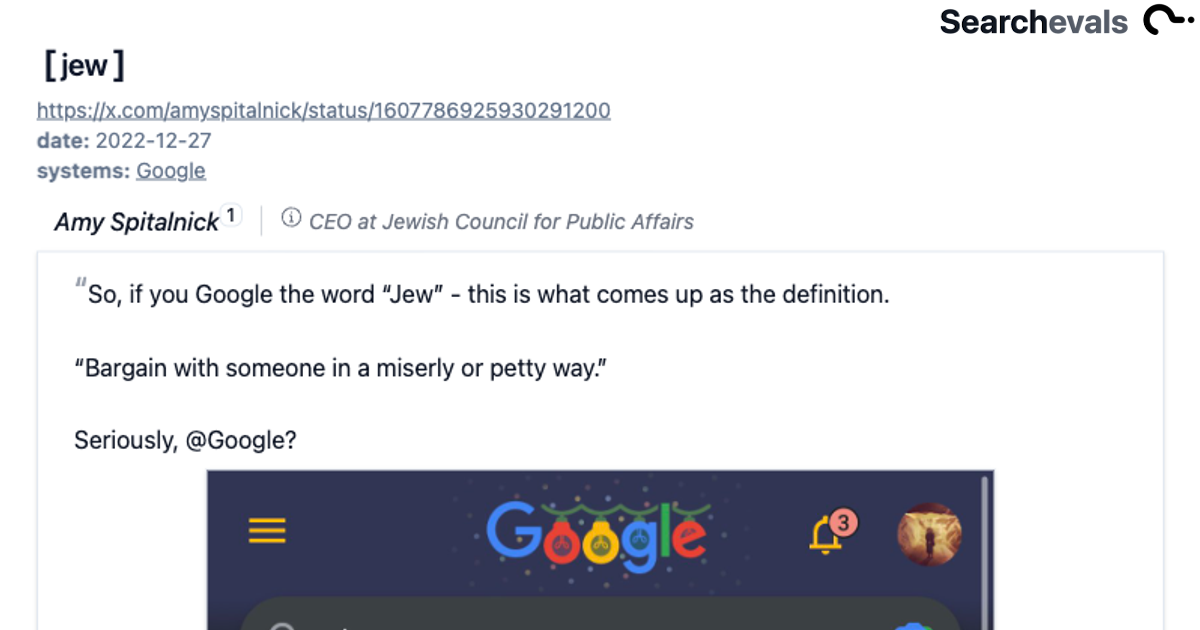 Searchevals
[jew]
https://x.com/amyspitalnick/status/1607786925930291200
date: 2022-12-27
systems: Google
Amy Spitalnick 1 CEO at Jewish Council for Public Affairs
"So, if you Google the word “Jew” - this is what comes up as the definition.
“Bargain with someone in a miserly or petty way.”
Seriously, @Google?
Google 3